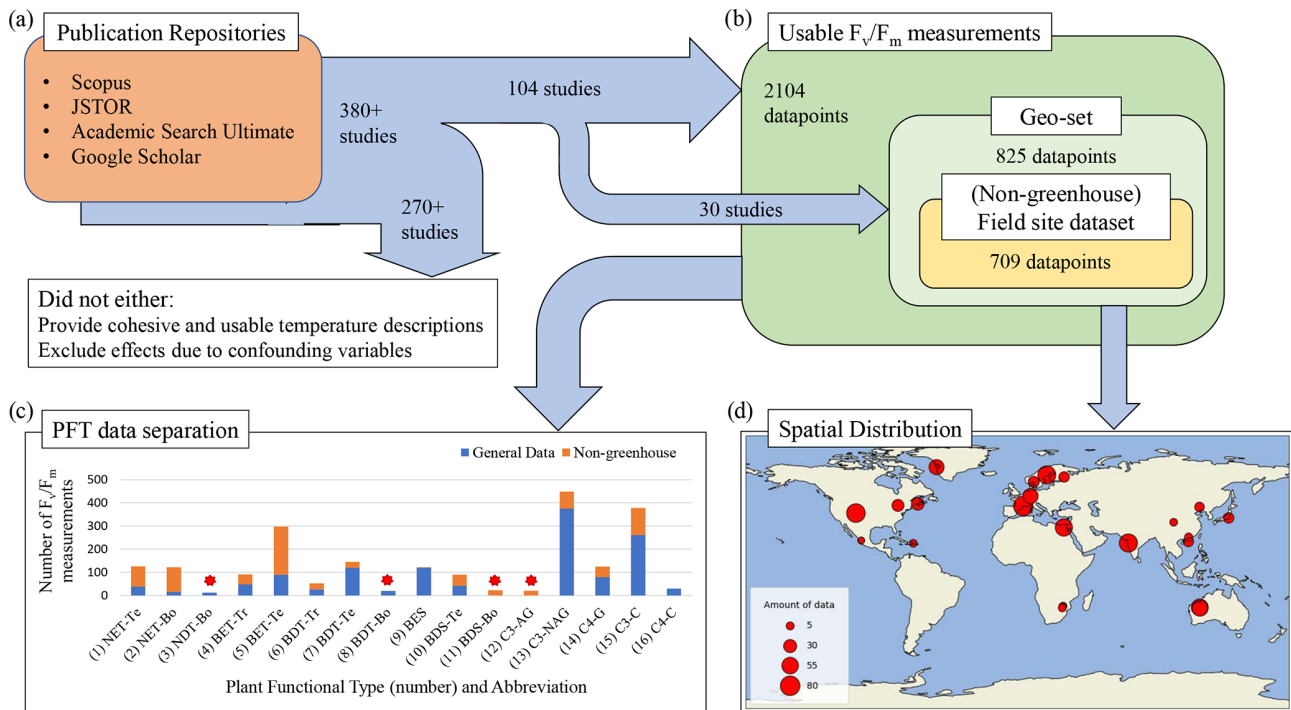 (a)
Publication Repositories
• Scopus
• JSTOR
• Academic Search Ultimate
• Google Scholar
380+
studies
104 studies
270+
studies
30 studies
Did not either:
Provide cohesive and usable temperature descriptions
Exclude effects due to confounding variables
(b)
Usable Fv/Fm measurements
2104
datapoints
Geo-set
825 datapoints
(Non-greenhouse)
Field site dataset
709 datapoints
(c)
PFT data separation
General Data
Non-greenhouse
Number of Fv/Fm
measurements
500
400
300
200
100
0
(1) NET-Te
(2) NET-Bo
(3) NDT-Bo
(4) BET-Tr
(5) BET-Te
(6) BDT-Tr
(7) BDT-Te
(8) BDT-Bo
(9) BES
(10) BDS-Te
(11) BDS-Bo
(12) C3-AG
(13) C3-NAG
(14) C4-G
(15) C3-C
(16) C4-C
Plant Functional Type (number) and Abbreviation
(d)
Spatial Distribution
Amount of data
5
30
55
80